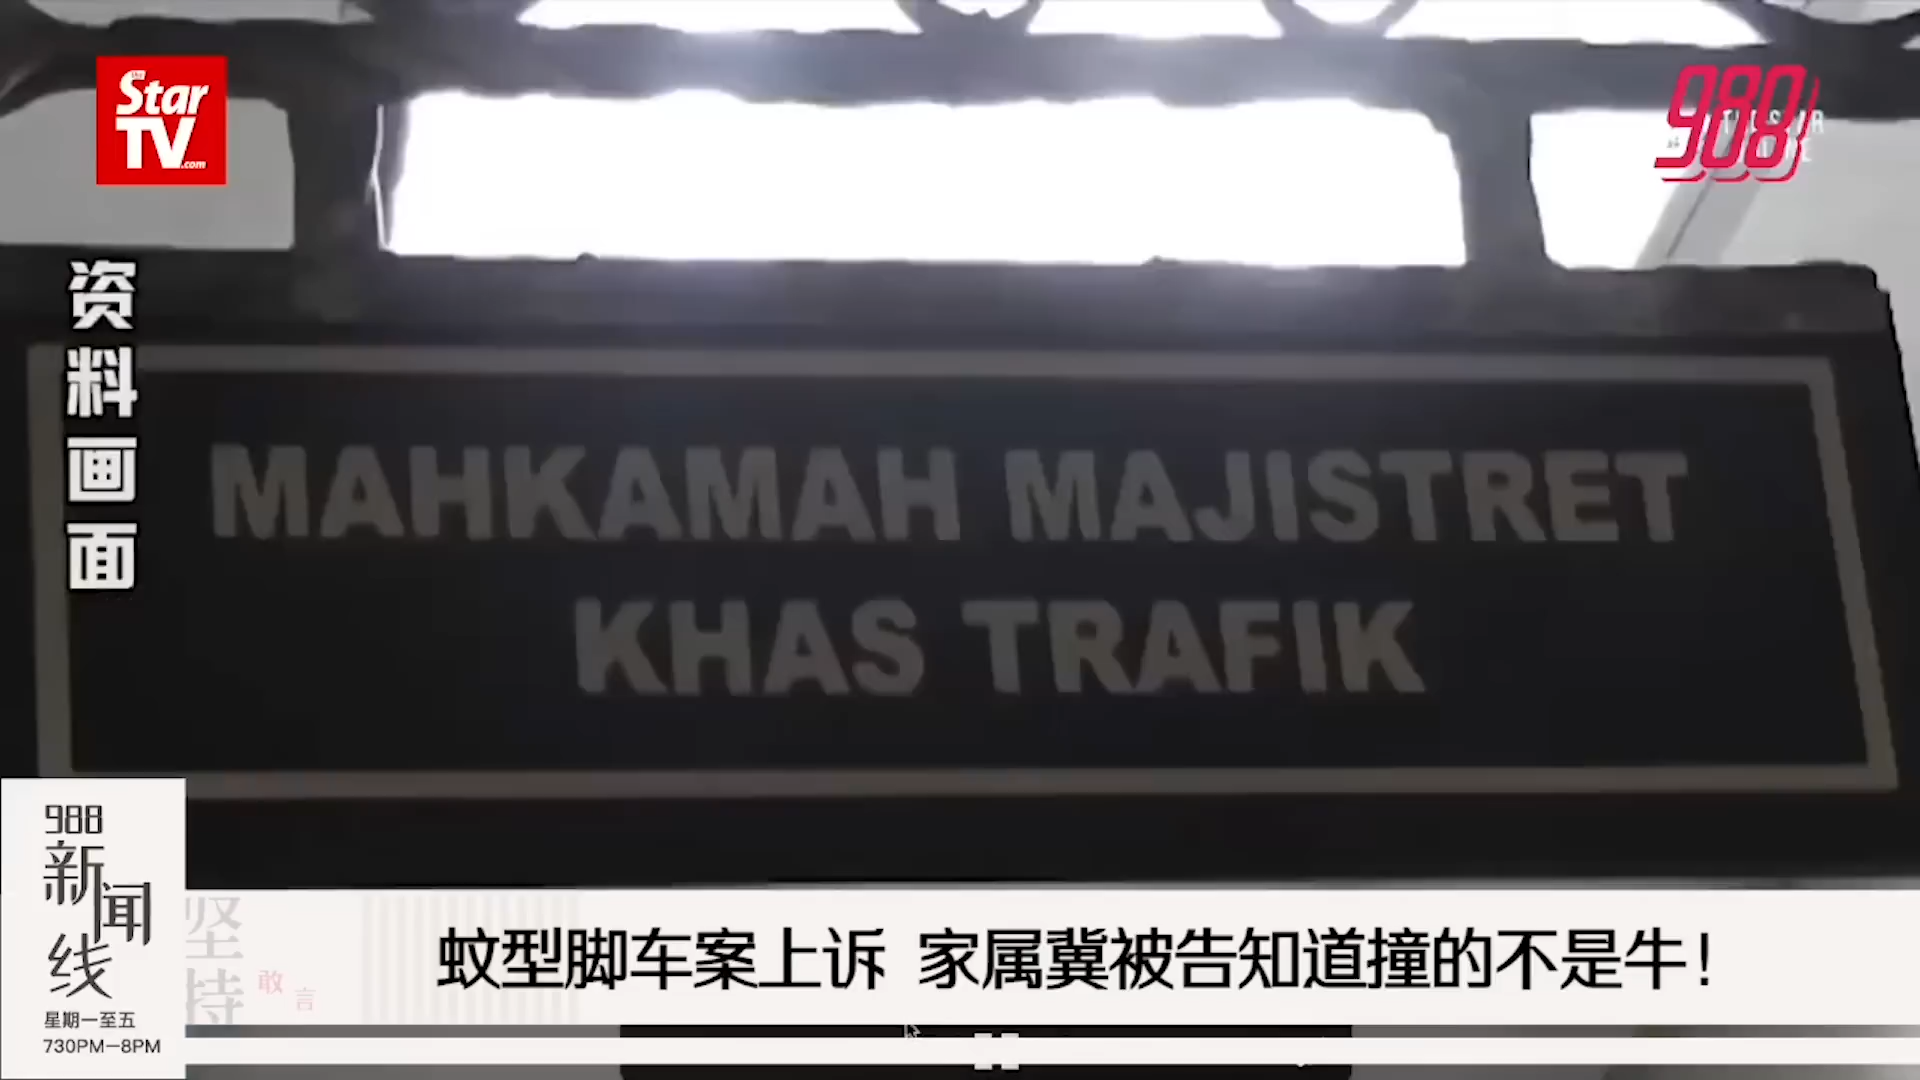 the
Star
TV.com
988
资料画面
MAHKAMAH MAJISTRET
KHAS TRAFIK
988
新闻线
星期一至五
730PM—8PM
坚持
敢言
蚊型脚车案上诉 家属冀被告知道撞的不是牛！